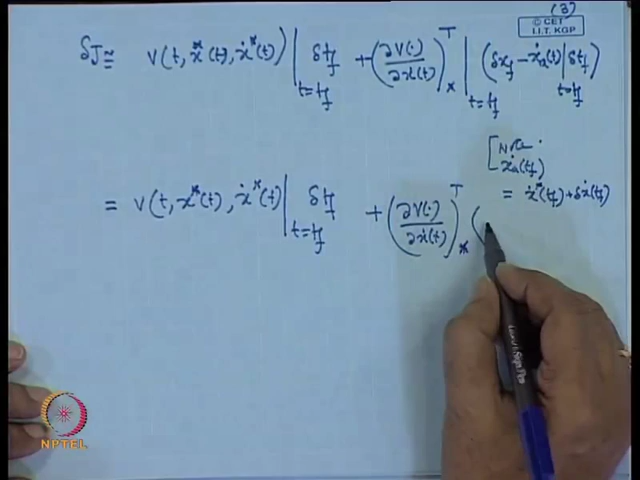 (3)
© CET
I.I.T. KGP
δJ ≅ V(t, x*(t), ẋ*(t))|t=tf δtf + (∂V(·)/∂ẋ(t))ᵀ* |t=tf (δxf − ẋa(t)|t=tf δtf)
[Note:
ẋa(tf)
= ẋ*(tf) + δẋ(tf)
= V(t, x*(t), ẋ*(t))|t=tf δtf + (∂V(·)/∂ẋ(t))ᵀ* (
NPTEL